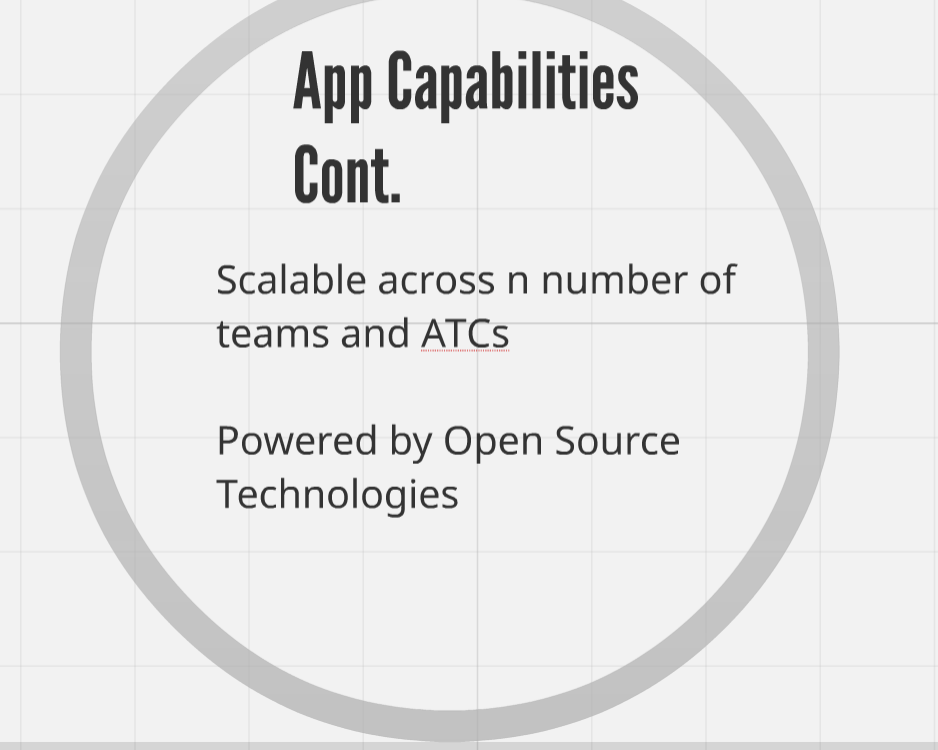 App Capabilities
Cont.
Scalable across n number of
teams and ATCs
Powered by Open Source
Technologies